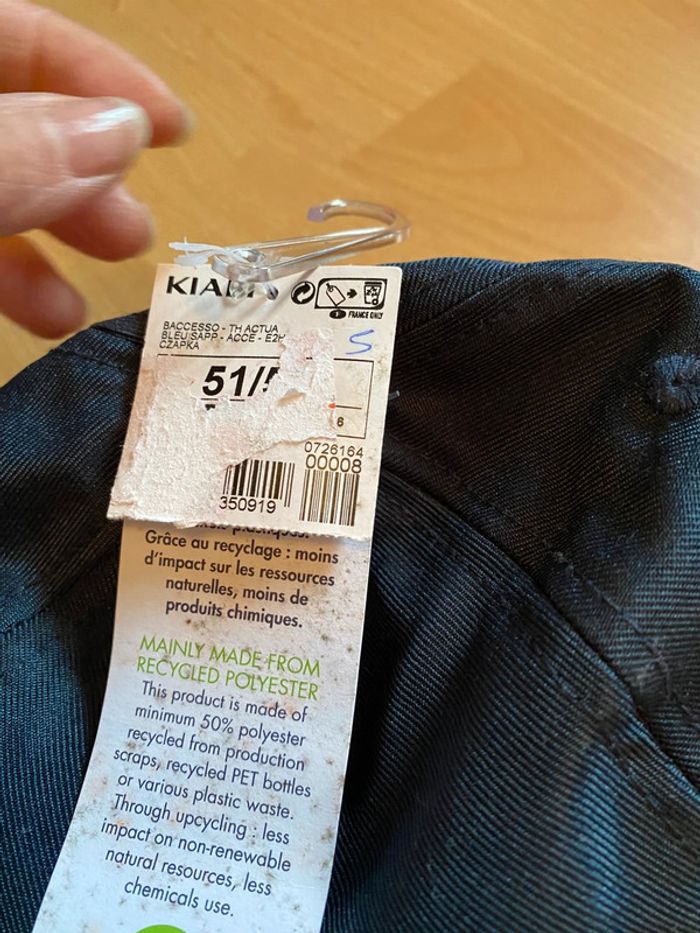 KIABI
FRANCE ONLY
BACCESSO - TH ACTUA
BLEU SAPP - ACCE - E2H
CZAPKA
S
51/5
6
0726164
00008
350919
Grâce au recyclage : moins
d'impact sur les ressources
naturelles, moins de
produits chimiques.
MAINLY MADE FROM
RECYCLED POLYESTER
This product is made of
minimum 50% polyester
recycled from production
scraps, recycled PET bottles
or various plastic waste.
Through upcycling : less
impact on non-renewable
natural resources, less
chemicals use.